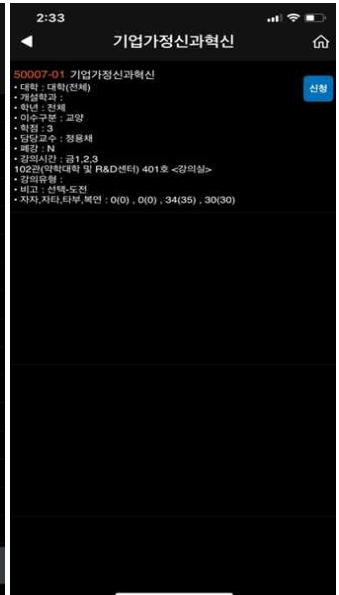 2:33
기업가정신과혁신
50007-01 기업가정신과혁신
신청
• 대학 : 대학(전체)
• 개설학과 :
• 학년 : 전체
• 이수구분 : 교양
• 학점 : 3
• 담당교수 : 정용채
• 폐강 : N
• 강의시간 : 금1,2,3
102관(약학대학 및 R&D센터) 401호 <강의실>
• 강의유형 :
• 비고 : 선택-도전
• 자자,자타,타부,복연 : 0(0) , 0(0) , 34(35) , 30(30)